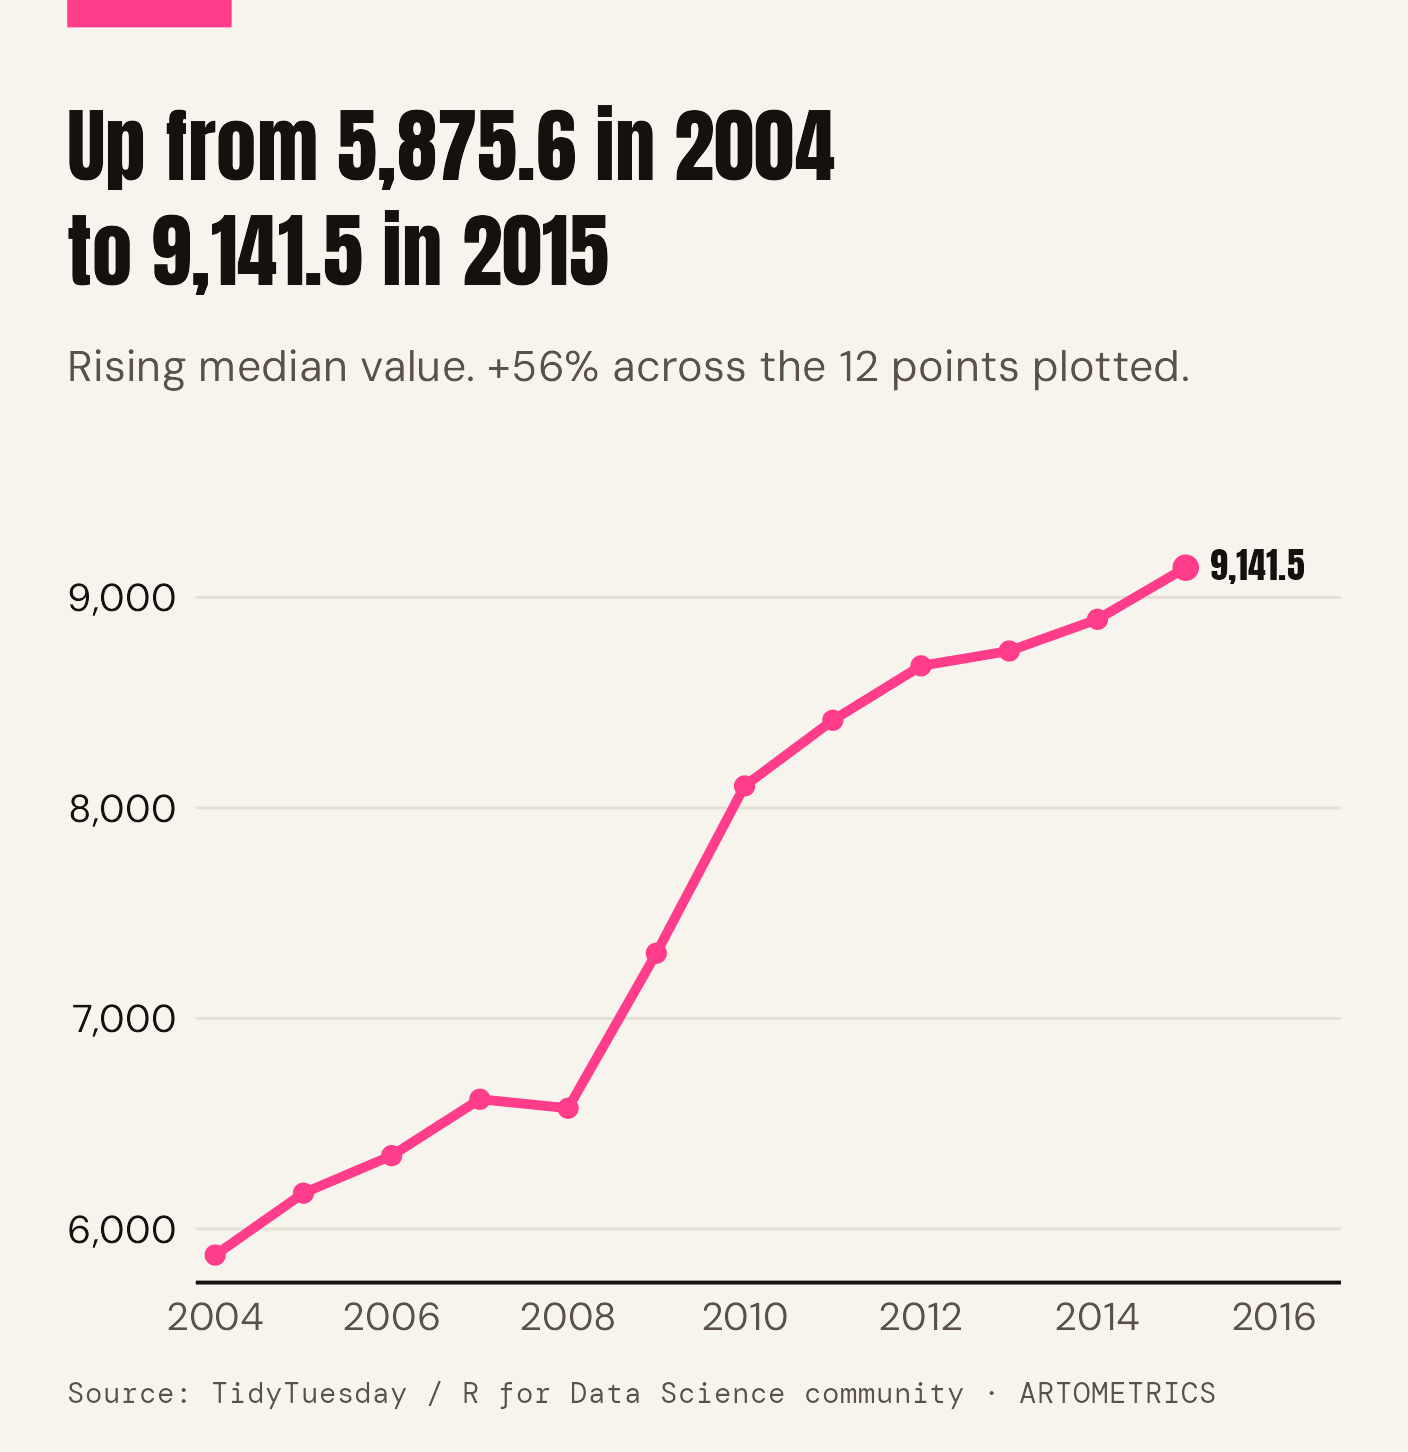 Up from 5,875.6 in 2004
to 9,141.5 in 2015
Rising median value. +56% across the 12 points plotted.
9,141.5
9,000
8,000
7,000
6,000
2004 2006 2008 2010 2012 2014 2016
Source: TidyTuesday / R for Data Science community · ARTOMETRICS